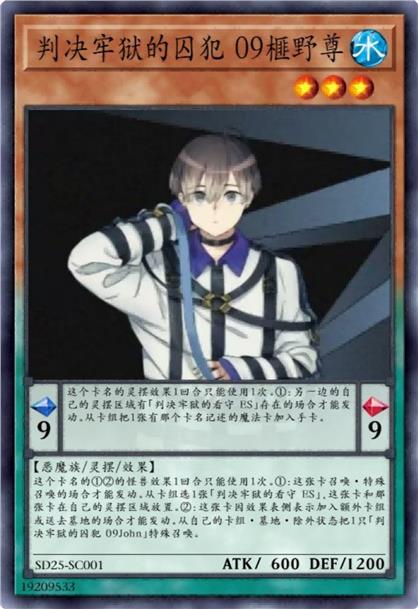 判决牢狱的囚犯 09榧野尊
水
这个卡名的灵摆效果1回合只能使用1次。①：另一边的
自己的灵摆区域有「判决牢狱的看守 ES」存在的场合才能发
动。从卡组把1张有那个卡名记述的魔法卡加入手卡。
9
9
【恶魔族/灵摆/效果】
这个卡名的①②的怪兽效果1回合只能使用1次。①：这张卡召唤・特殊
召唤的场合才能发动。从卡组选1张「判决牢狱的看守 ES」，这张卡和那
张卡在自己的灵摆区域放置。②：这张卡因效果表侧表示加入额外卡组
或送去墓地的场合才能发动。从自己的卡组・墓地・除外状态把1只「判
决牢狱的囚犯 09John」特殊召唤。
SD25-SC001
ATK/ 600 DEF/1200
19209533